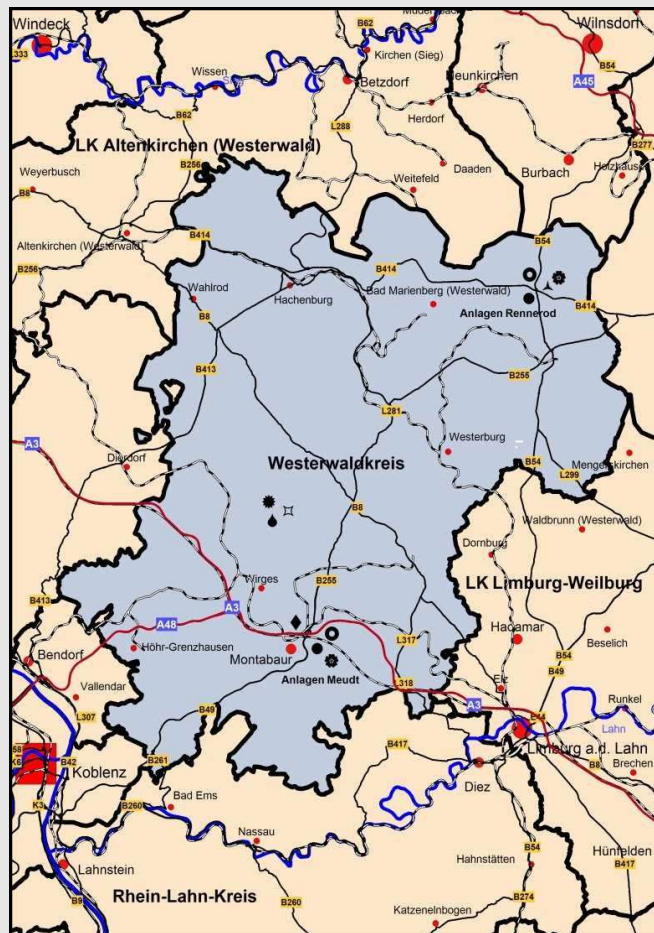 Windeck
B62
Wilnsdorf
L333
Kirchen (Sieg)
B54
Wissen
Betzdorf
Neunkirchen
A45
B62
Herdorf
L288
B277
LK Altenkirchen (Westerwald)
Daaden
Burbach
B256
Weyerbusch
B8
Weitefeld
Altenkirchen (Westerwald)
B414
B54
B256
B414
Wahlrod
Hachenburg
Bad Marienberg (Westerwald)
B414
B8
Anlagen Rennerod
B413
B255
L281
A3
Westerburg
Dierdorf
Westerwaldkreis
B54
Mengerskirchen
L299
B8
Waldbrunn (Westerwald)
Dornburg
B255
LK Limburg-Weilburg
Wirges
B413
A3
A48
L317
Hadamar
Höhr-Grenzhausen
Beselich
Bendorf
Montabaur
B54
Anlagen Meudt
B49
Vallendar
L318
Elz
A3
Runkel
L307
B49
Lahn
B417
Limburg a.d. Lahn
B8
B42
Koblenz
B261
Brechen
Diez
K3
B260
Bad Ems
Nassau
B54
Hünfelden
Lahnstein
Hahnstätten
B417
B9
Rhein-Lahn-Kreis
B274
B260
Katzenelnbogen